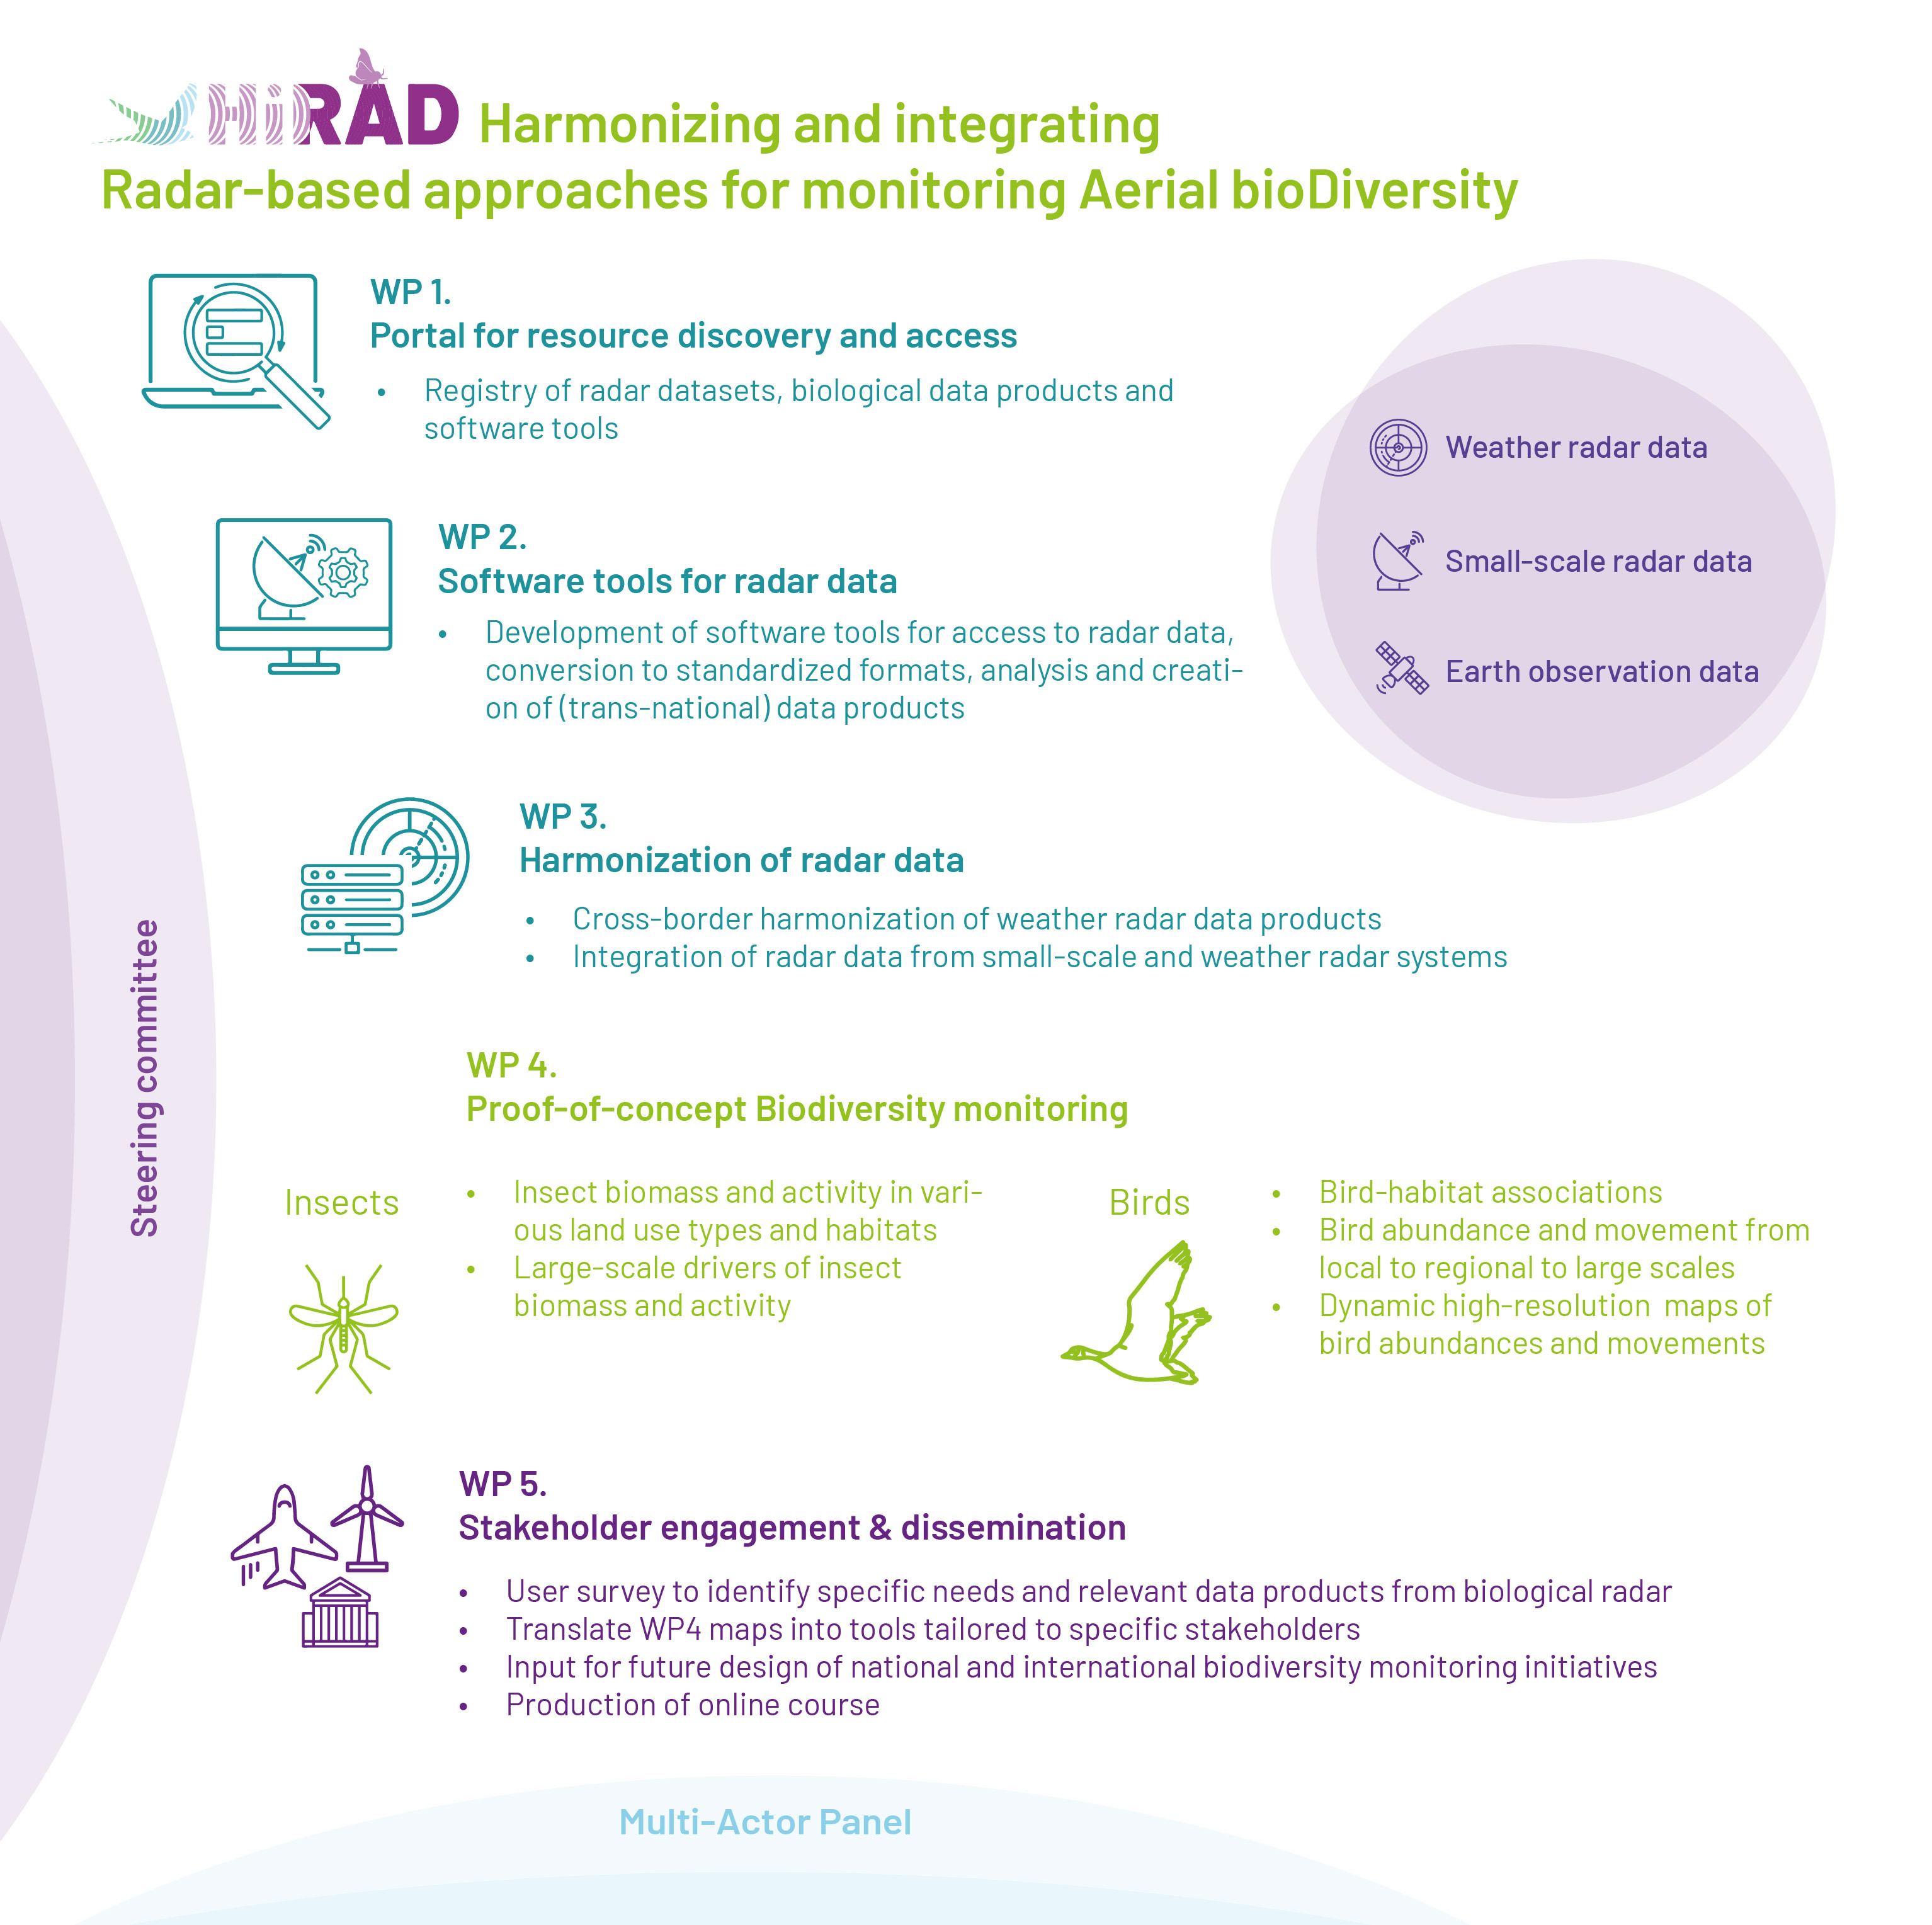 HiRAD Harmonizing and integrating
Radar-based approaches for monitoring Aerial bioDiversity
WP 1.
Portal for resource discovery and access
• Registry of radar datasets, biological data products and
software tools
Weather radar data
Small-scale radar data
Earth observation data
WP 2.
Software tools for radar data
• Development of software tools for access to radar data,
conversion to standardized formats, analysis and creati-
on of (trans-national) data products
WP 3.
Harmonization of radar data
• Cross-border harmonization of weather radar data products
• Integration of radar data from small-scale and weather radar systems
Steering committee
WP 4.
Proof-of-concept Biodiversity monitoring
Insects
• Insect biomass and activity in vari-
ous land use types and habitats
• Large-scale drivers of insect
biomass and activity
Birds
• Bird-habitat associations
• Bird abundance and movement from
local to regional to large scales
• Dynamic high-resolution maps of
bird abundances and movements
WP 5.
Stakeholder engagement & dissemination
• User survey to identify specific needs and relevant data products from biological radar
• Translate WP4 maps into tools tailored to specific stakeholders
• Input for future design of national and international biodiversity monitoring initiatives
• Production of online course
Multi-Actor Panel